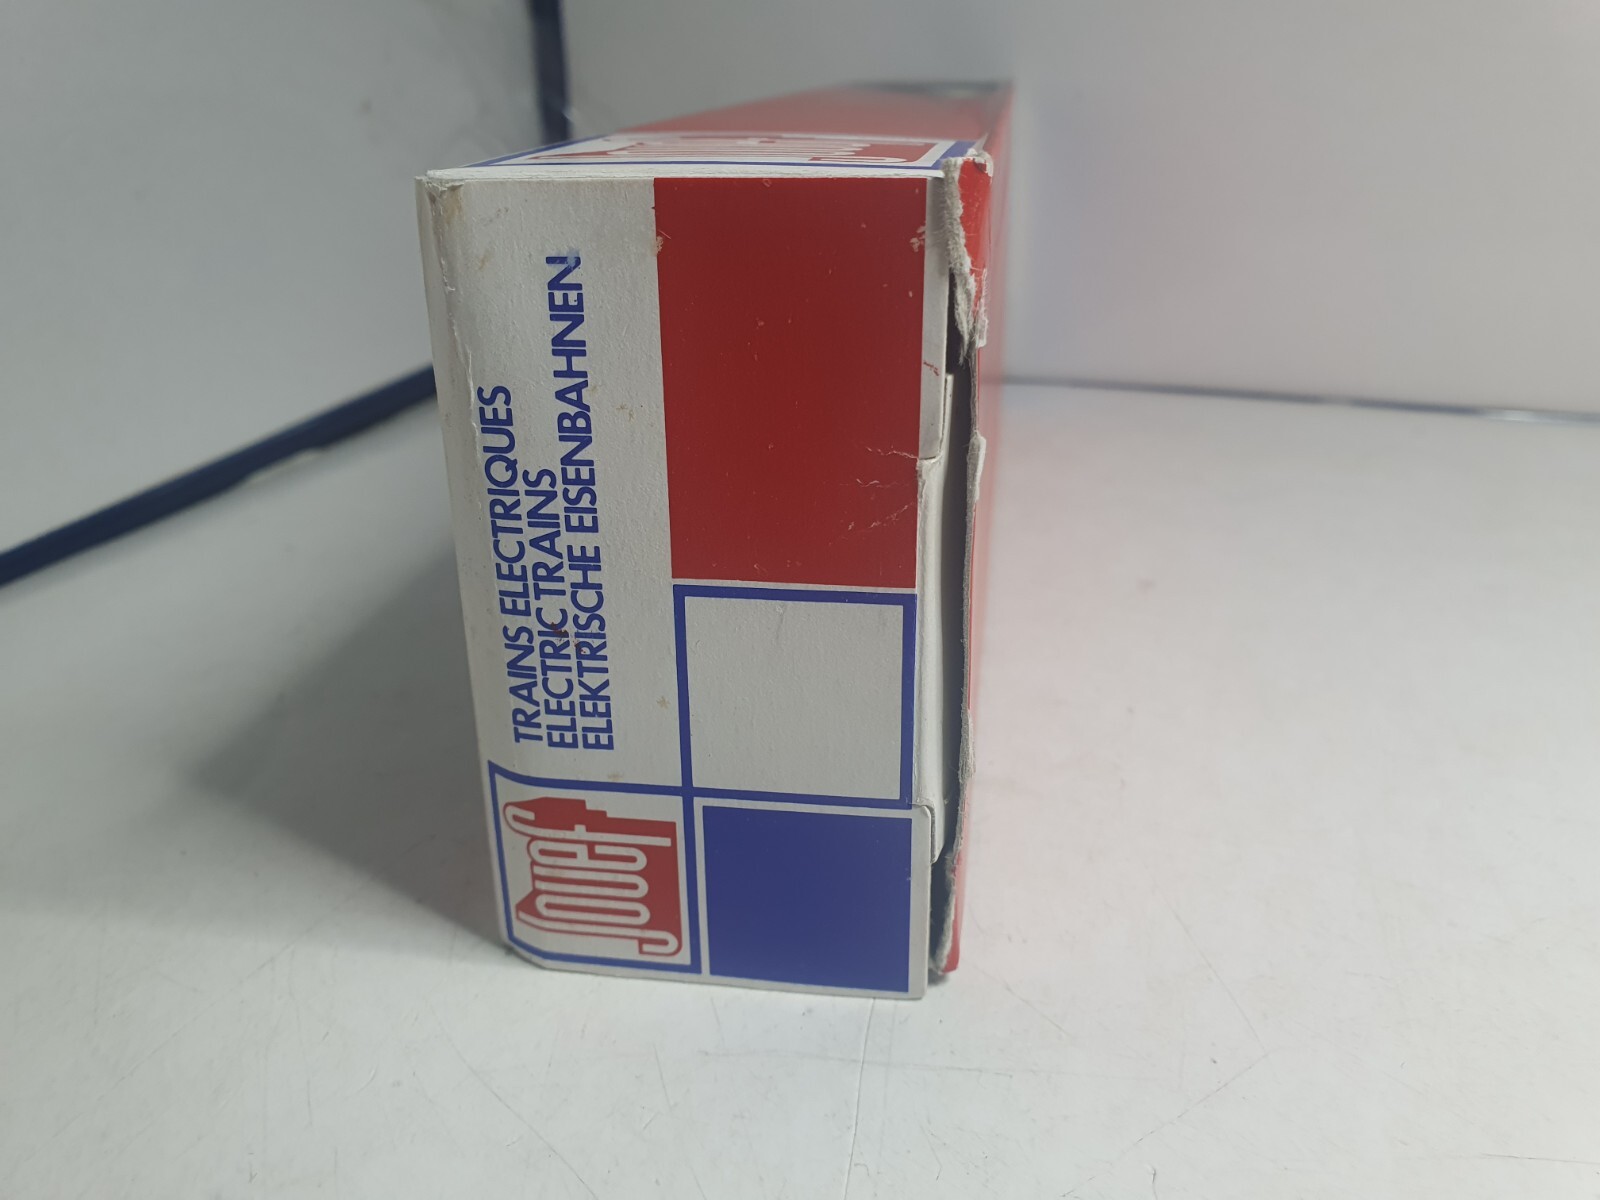 TRAINS ELECTRIQUES
ELECTRIC TRAINS
ELEKTRISCHE EISENBAHNEN
Jouef